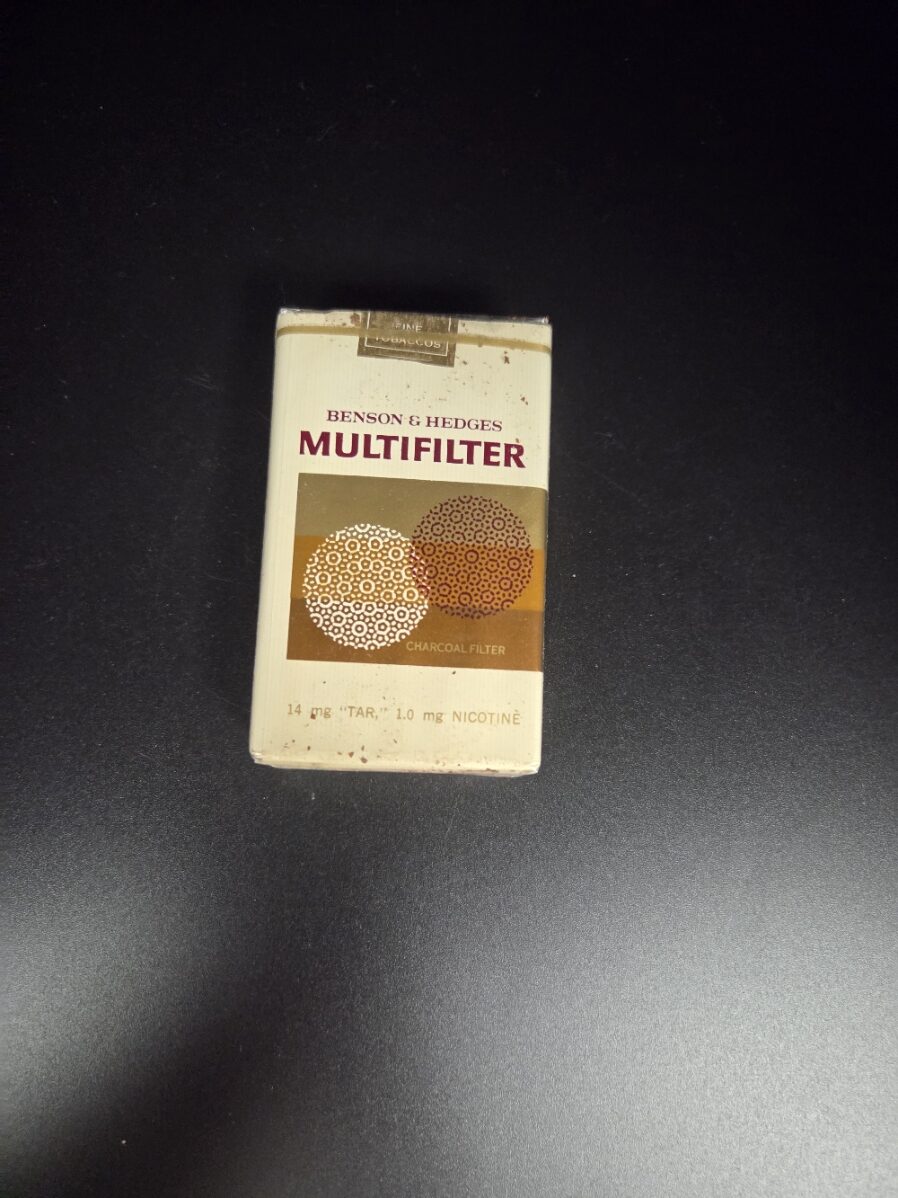 FINE
TOBACCOS
BENSON & HEDGES
MULTIFILTER
CHARCOAL FILTER
14 mg "TAR," 1.0 mg NICOTINE